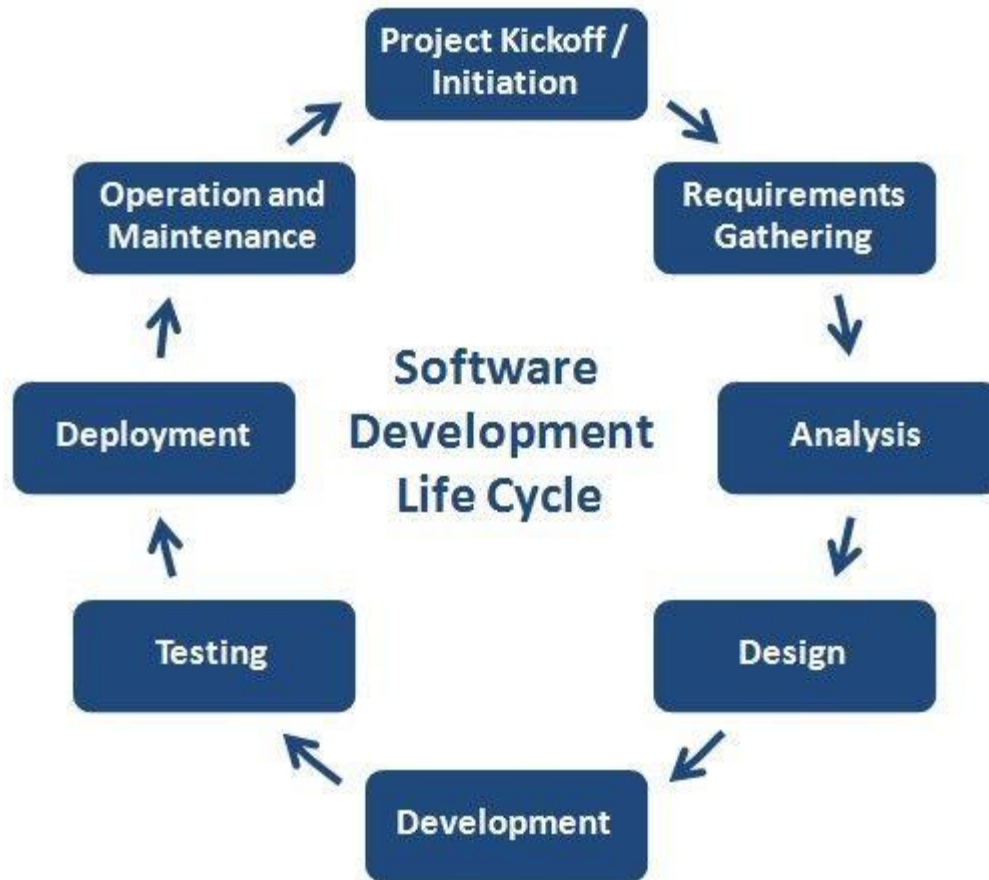 Project Kickoff /
Initiation
Requirements
Gathering
Analysis
Design
Development
Testing
Deployment
Operation and
Maintenance
Software
Development
Life Cycle